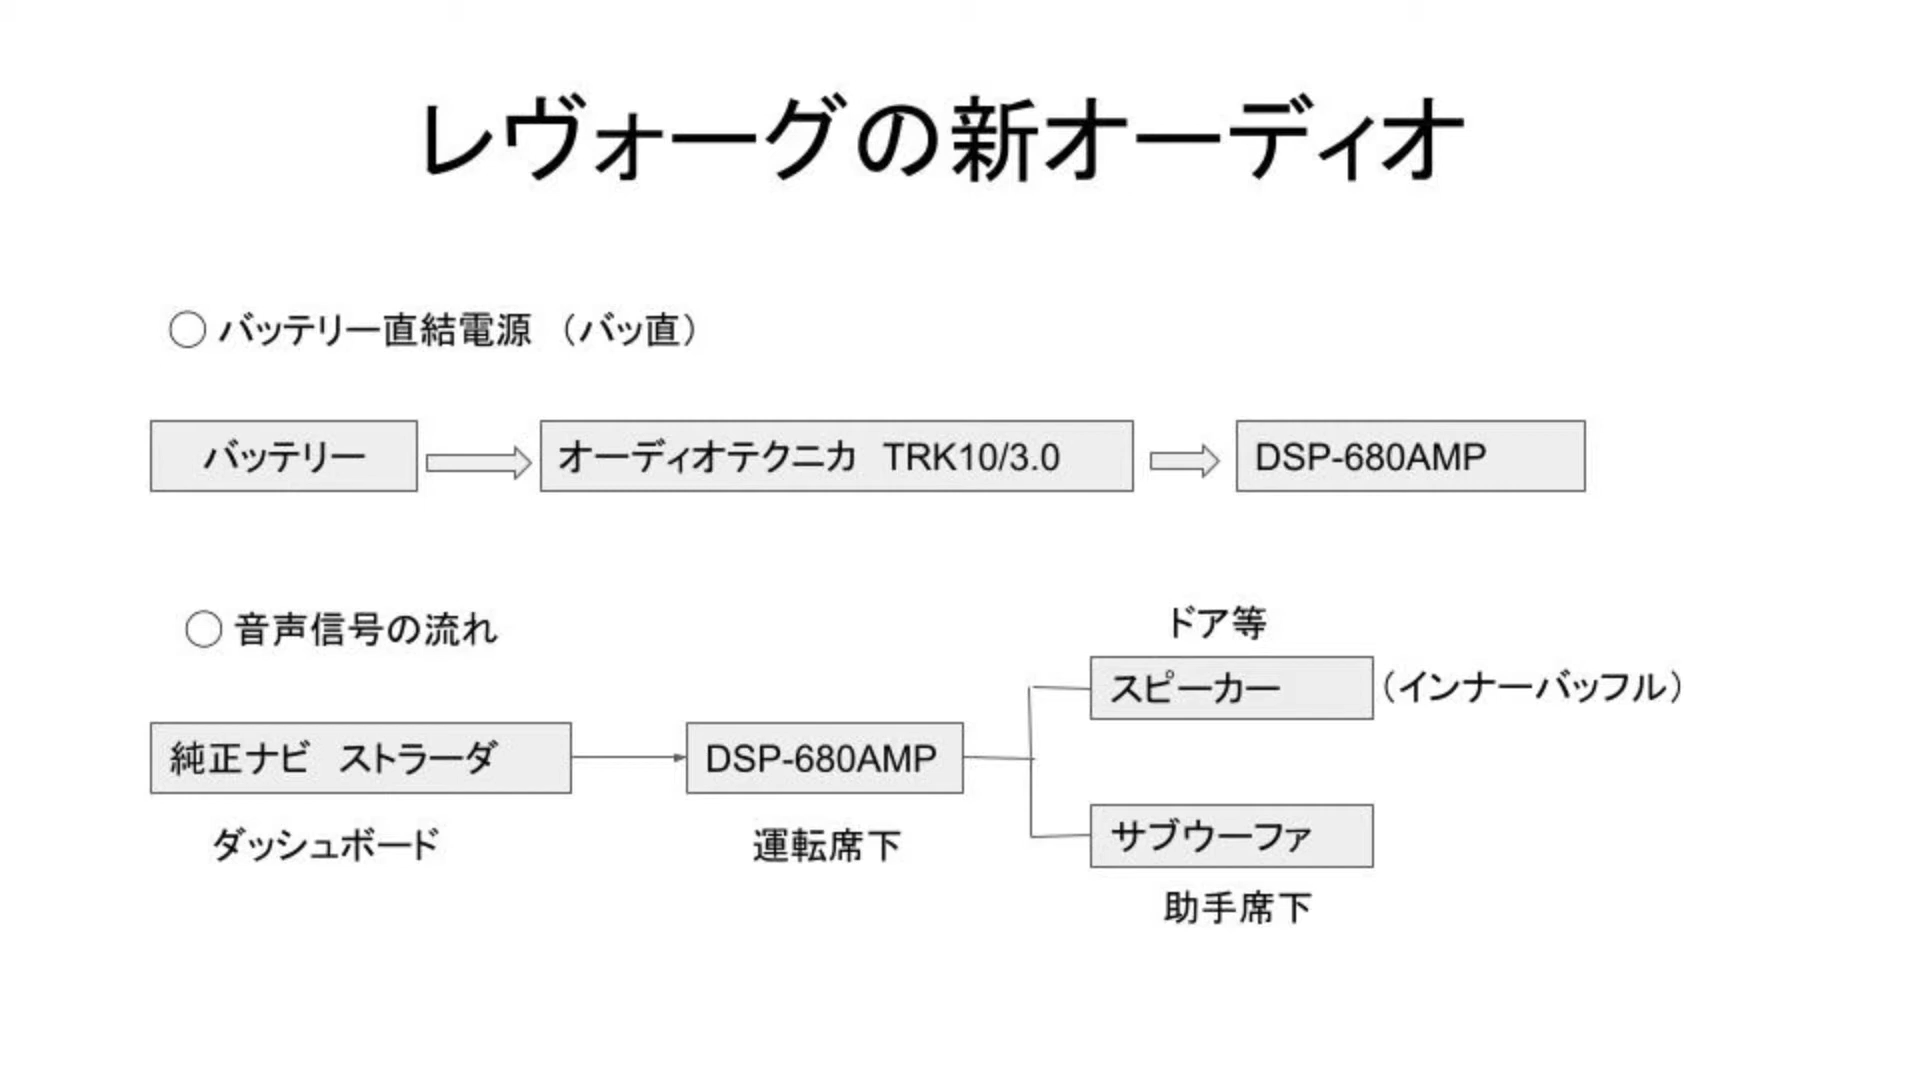 レヴォーグの新オーディオ
◯ バッテリー直結電源 （バッ直）
バッテリー
オーディオテクニカ TRK10/3.0
DSP-680AMP
◯ 音声信号の流れ
ドア等
スピーカー
（インナーバッフル）
純正ナビ ストラーダ
DSP-680AMP
サブウーファ
ダッシュボード
運転席下
助手席下